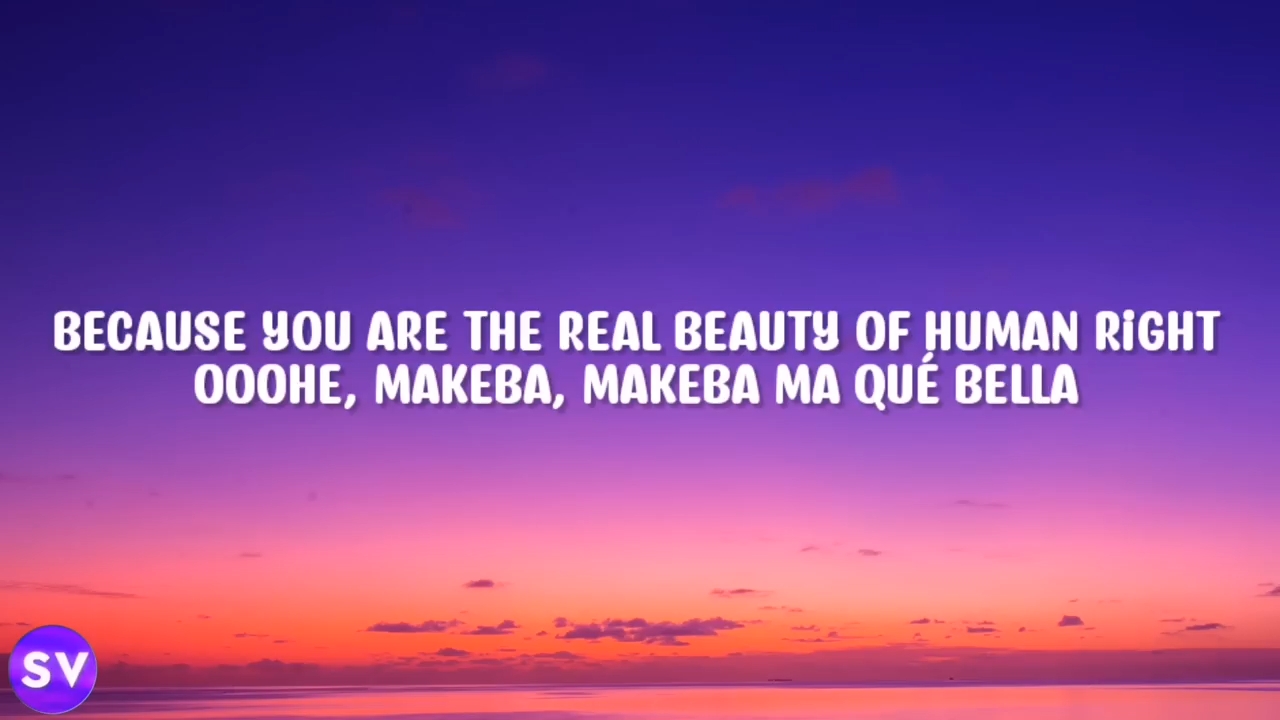 BECAUSE YOU ARE THE REAL BEAUTY OF HUMAN RiGHT
OOOHE, MAKEBA, MAKEBA MA QUÉ BELLA
SV